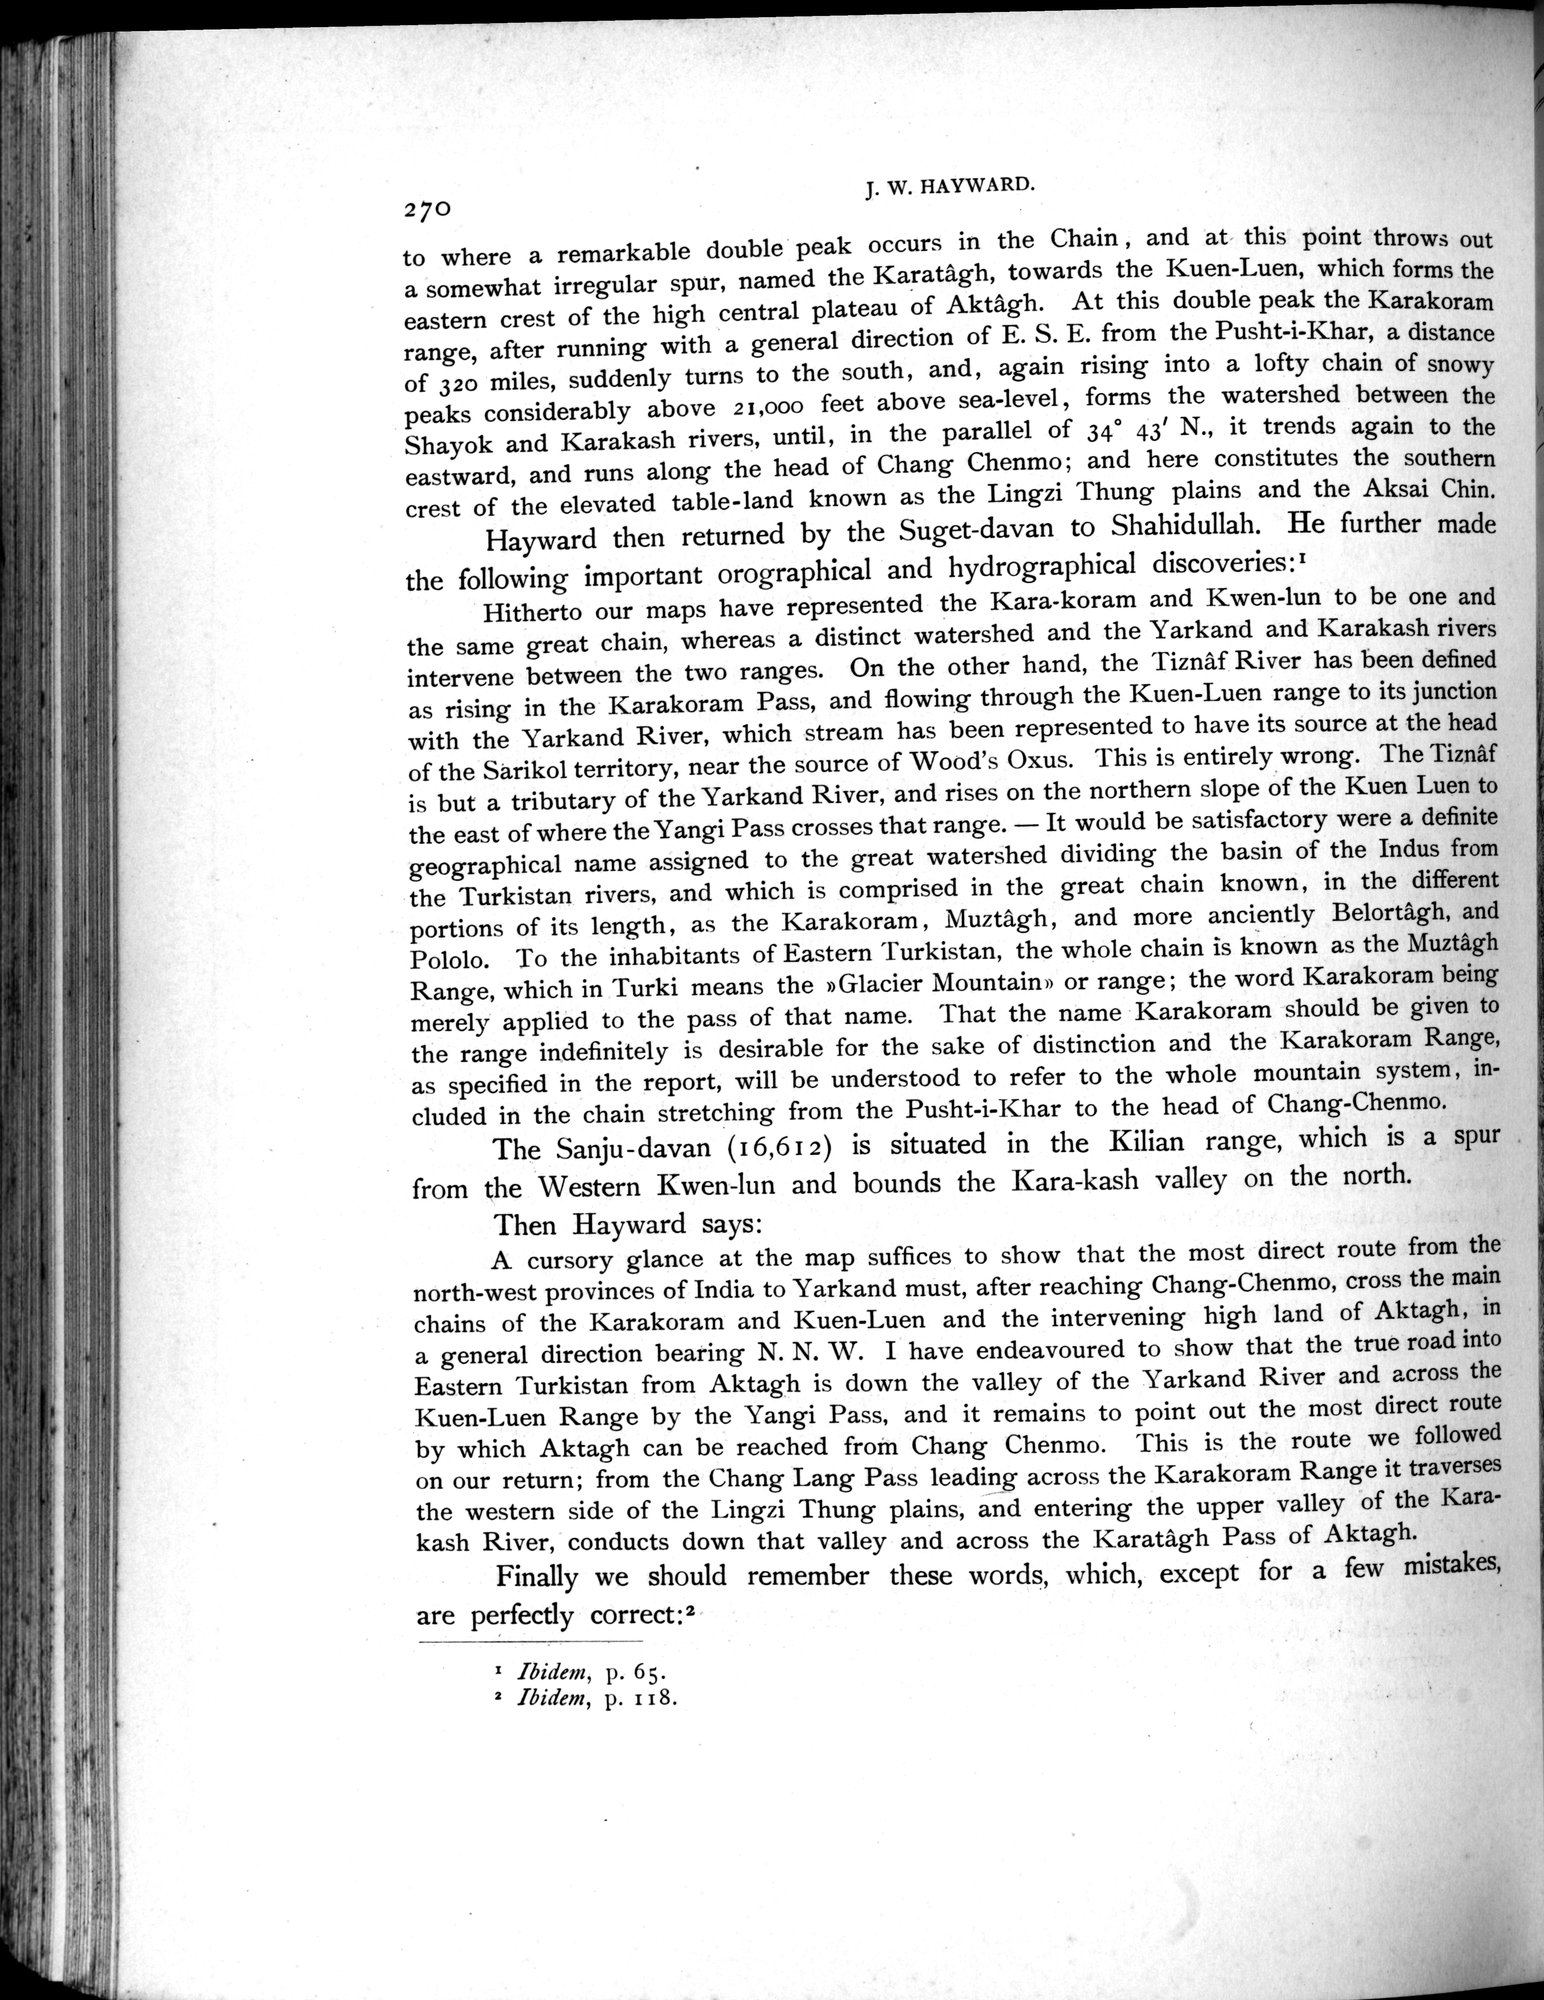 J. W. HAYWARD.
270
to where a remarkable double peak occurs in the Chain, and at this point throws out
a somewhat irregular spur, named the Karatâgh, towards the Kuen-Luen, which forms the
eastern crest of the high central plateau of Aktâgh. At this double peak the Karakoram
range, after running with a general direction of E. S. E. from the Pusht-i-Khar, a distance
of 320 miles, suddenly turns to the south, and, again rising into a lofty chain of snowy
peaks considerably above 21,000 feet above sea-level, forms the watershed between the
Shayok and Karakash rivers, until, in the parallel of 34° 43′ N., it trends again to the
eastward, and runs along the head of Chang Chenmo; and here constitutes the southern
crest of the elevated table-land known as the Lingzi Thung plains and the Aksai Chin.
Hayward then returned by the Suget-davan to Shahidullah. He further made
the following important orographical and hydrographical discoveries:¹
Hitherto our maps have represented the Kara-koram and Kwen-lun to be one and
the same great chain, whereas a distinct watershed and the Yarkand and Karakash rivers
intervene between the two ranges. On the other hand, the Tiznâf River has been defined
as rising in the Karakoram Pass, and flowing through the Kuen-Luen range to its junction
with the Yarkand River, which stream has been represented to have its source at the head
of the Sarikol territory, near the source of Wood's Oxus. This is entirely wrong. The Tiznâf
is but a tributary of the Yarkand River, and rises on the northern slope of the Kuen Luen to
the east of where the Yangi Pass crosses that range. — It would be satisfactory were a definite
geographical name assigned to the great watershed dividing the basin of the Indus from
the Turkistan rivers, and which is comprised in the great chain known, in the different
portions of its length, as the Karakoram, Muztâgh, and more anciently Belortâgh, and
Pololo. To the inhabitants of Eastern Turkistan, the whole chain is known as the Muztâgh
Range, which in Turki means the »Glacier Mountain» or range; the word Karakoram being
merely applied to the pass of that name. That the name Karakoram should be given to
the range indefinitely is desirable for the sake of distinction and the Karakoram Range,
as specified in the report, will be understood to refer to the whole mountain system, in-
cluded in the chain stretching from the Pusht-i-Khar to the head of Chang-Chenmo.
The Sanju-davan (16,612) is situated in the Kilian range, which is a spur
from the Western Kwen-lun and bounds the Kara-kash valley on the north.
Then Hayward says:
A cursory glance at the map suffices to show that the most direct route from the
north-west provinces of India to Yarkand must, after reaching Chang-Chenmo, cross the main
chains of the Karakoram and Kuen-Luen and the intervening high land of Aktagh, in
a general direction bearing N. N. W. I have endeavoured to show that the true road into
Eastern Turkistan from Aktagh is down the valley of the Yarkand River and across the
Kuen-Luen Range by the Yangi Pass, and it remains to point out the most direct route
by which Aktagh can be reached from Chang Chenmo. This is the route we followed
on our return; from the Chang Lang Pass leading across the Karakoram Range it traverses
the western side of the Lingzi Thung plains, and entering the upper valley of the Kara-
kash River, conducts down that valley and across the Karatâgh Pass of Aktagh.
Finally we should remember these words, which, except for a few mistakes,
are perfectly correct:²
¹ Ibidem, p. 65.
² Ibidem, p. 118.